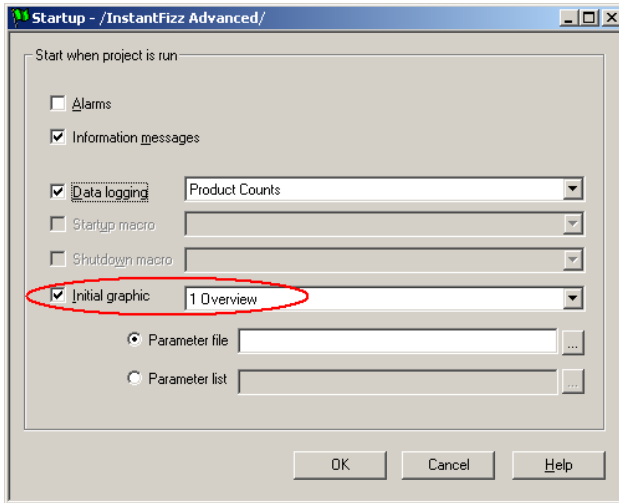 Startup - /InstantFizz Advanced/
Start when project is run
Alarms
Information messages
Data logging Product Counts
Startup macro
Shutdown macro
Initial graphic 1 Overview
Parameter file ...
Parameter list ...
OK Cancel Help